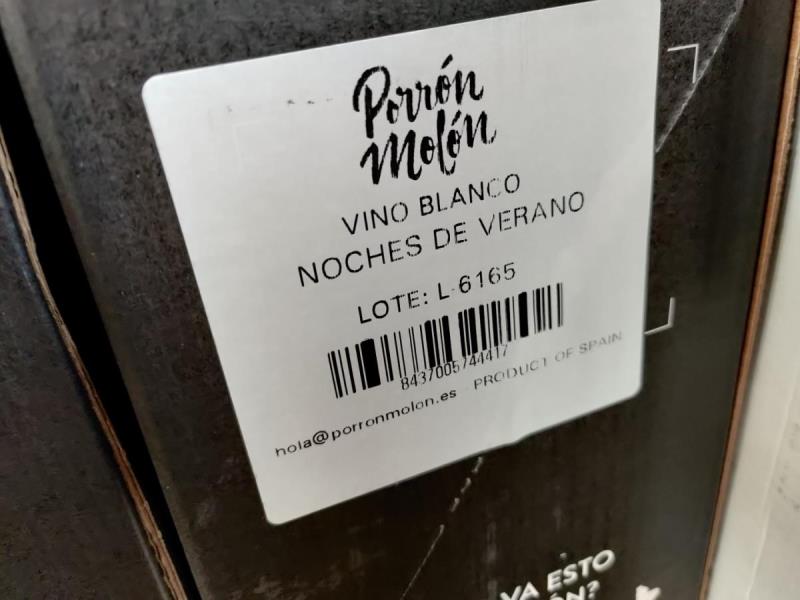 Porrón
Molón
VINO BLANCO
NOCHES DE VERANO
LOTE: L-6165
8437005744417
hola@porronmolon.es PRODUCT OF SPAIN
VA ESTO